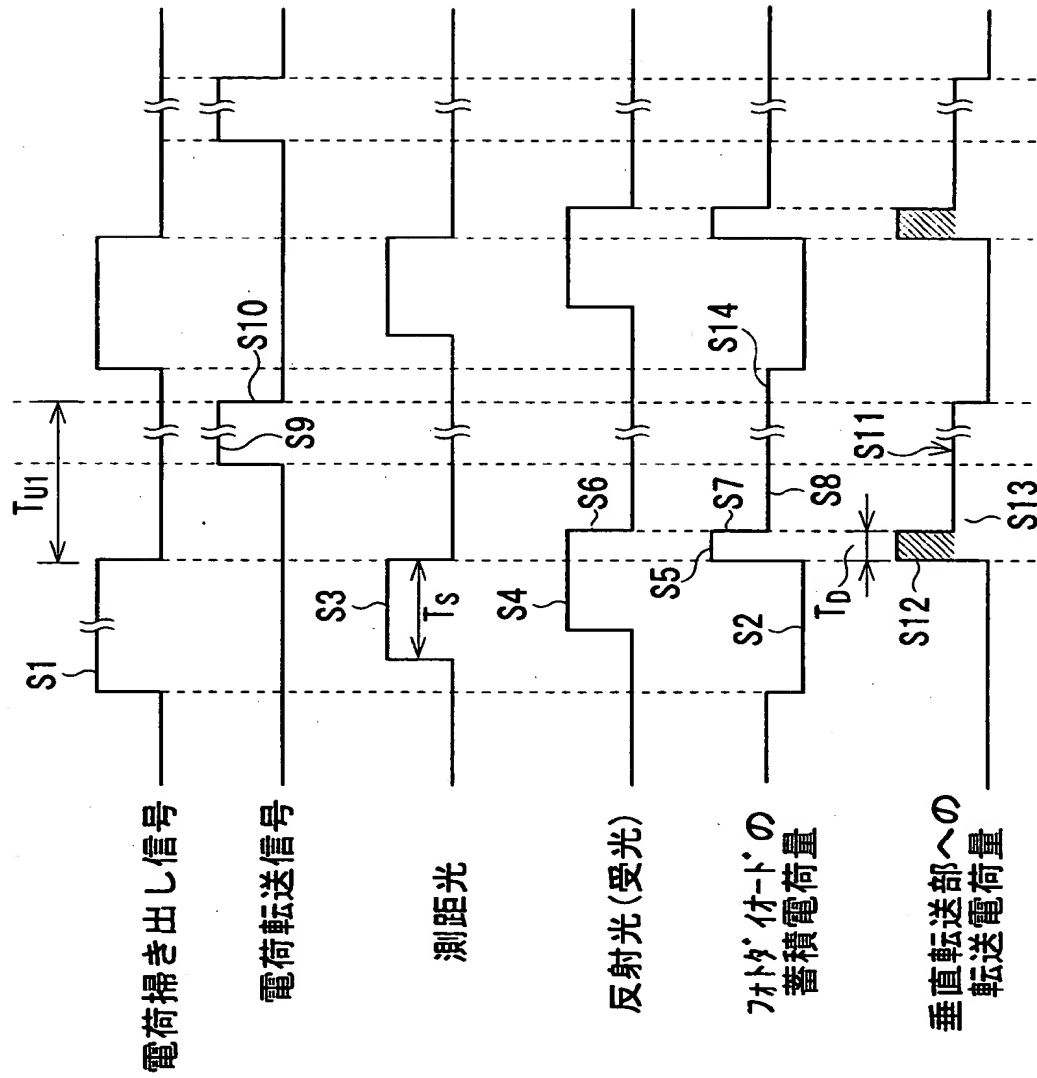 電荷掃き出し信号
S1
TU1
電荷転送信号
S9
S10
測距光
S3
TS
反射光(受光)
S4
S6
フォトダイオードの
蓄積電荷量
S2
S5
S7
S8
S14
TD
垂直転送部への
転送電荷量
S12
S13
S11